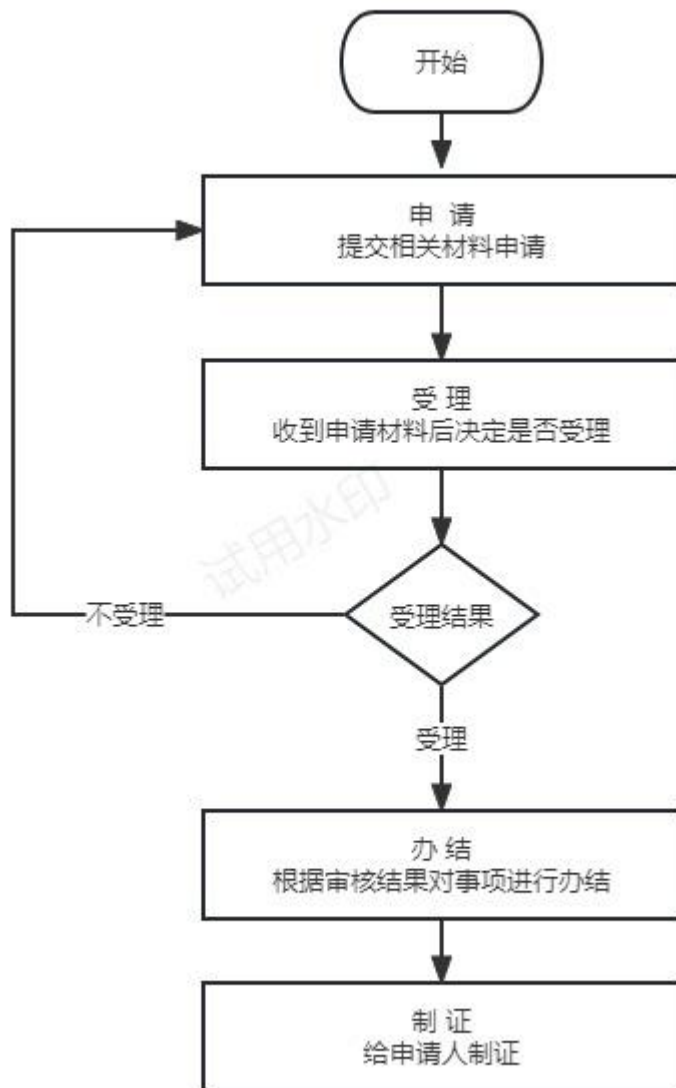 开始
申 请
提交相关材料申请
受 理
收到申请材料后决定是否受理
试用水印
不受理
受理结果
受理
办 结
根据审核结果对事项进行办结
制 证
给申请人制证